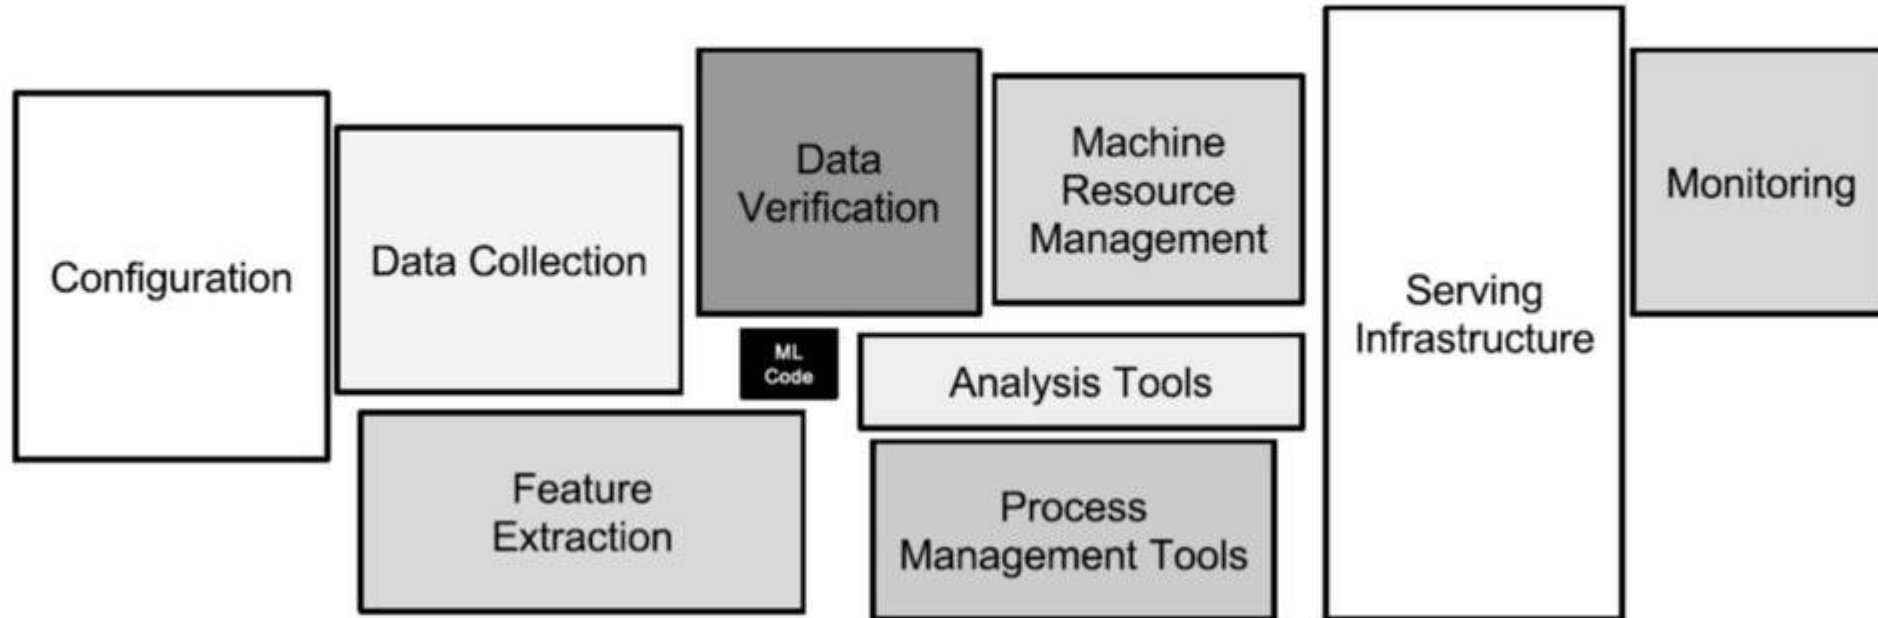 Configuration
Data Collection
Data
Verification
Machine
Resource
Management
Serving
Infrastructure
Monitoring
ML
Code
Analysis Tools
Feature
Extraction
Process
Management Tools